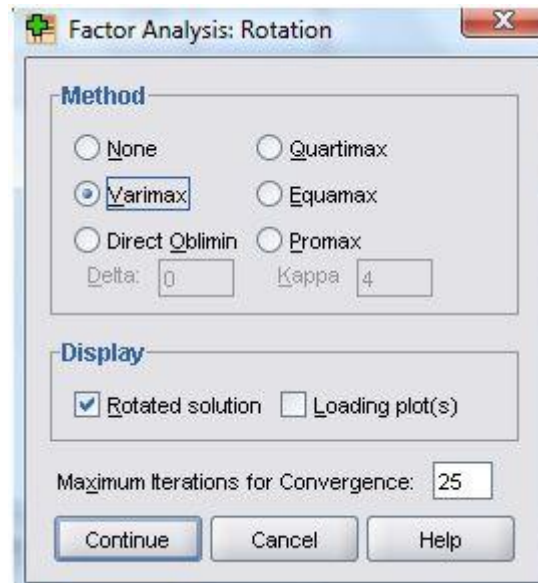 Factor Analysis: Rotation
Method
None Quartimax
Varimax Equamax
Direct Oblimin Promax
Delta: 0 Kappa 4
Display
Rotated solution Loading plot(s)
Maximum Iterations for Convergence: 25
Continue Cancel Help